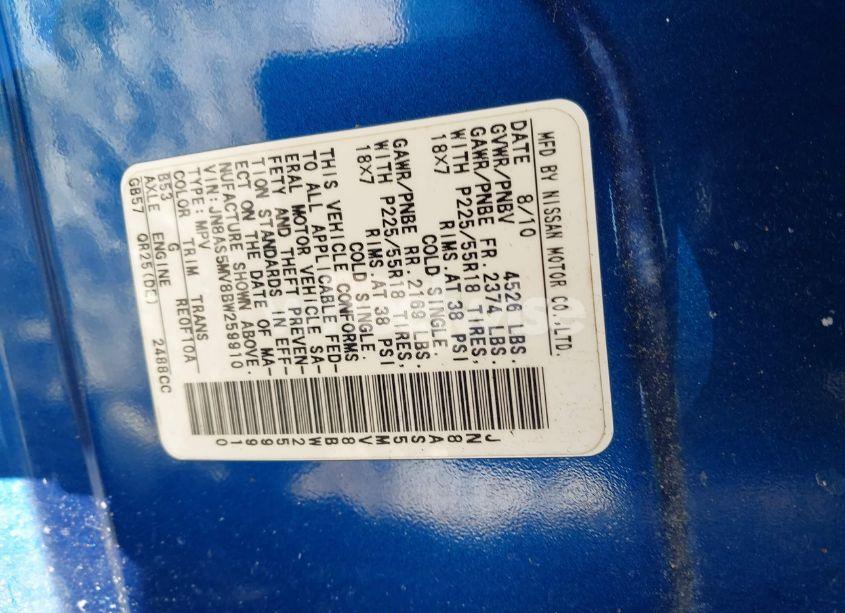 MFD BY NISSAN MOTOR CO.,LTD.
DATE 8/10
GVWR/PNBV 4526 LBS.
GAWR/PNBE FR. 2374 LBS.
WITH P225/55R18 TIRES,
18X7 RIMS.AT 38 PSI
COLD SINGLE.
GAWR/PNBE RR. 2169 LBS.
WITH P225/55R18 TIRES,
18X7 RIMS.AT 38 PSI
COLD SINGLE.
THIS VEHICLE CONFORMS
TO ALL APPLICABLE FED-
ERAL MOTOR VEHICLE SA-
FETY AND THEFT PREVEN-
TION STANDARDS IN EFF-
ECT ON THE DATE OF MA-
NUFACTURE SHOWN ABOVE.
VIN:JN8AS5MV8BW259910
TYPE:MPV
COLOR TRIM TRANS
B53 G RE0F10A
AXLE ENGINE
GB57 QR25(DE) 2488CC
JN8AS5MV8BW259910